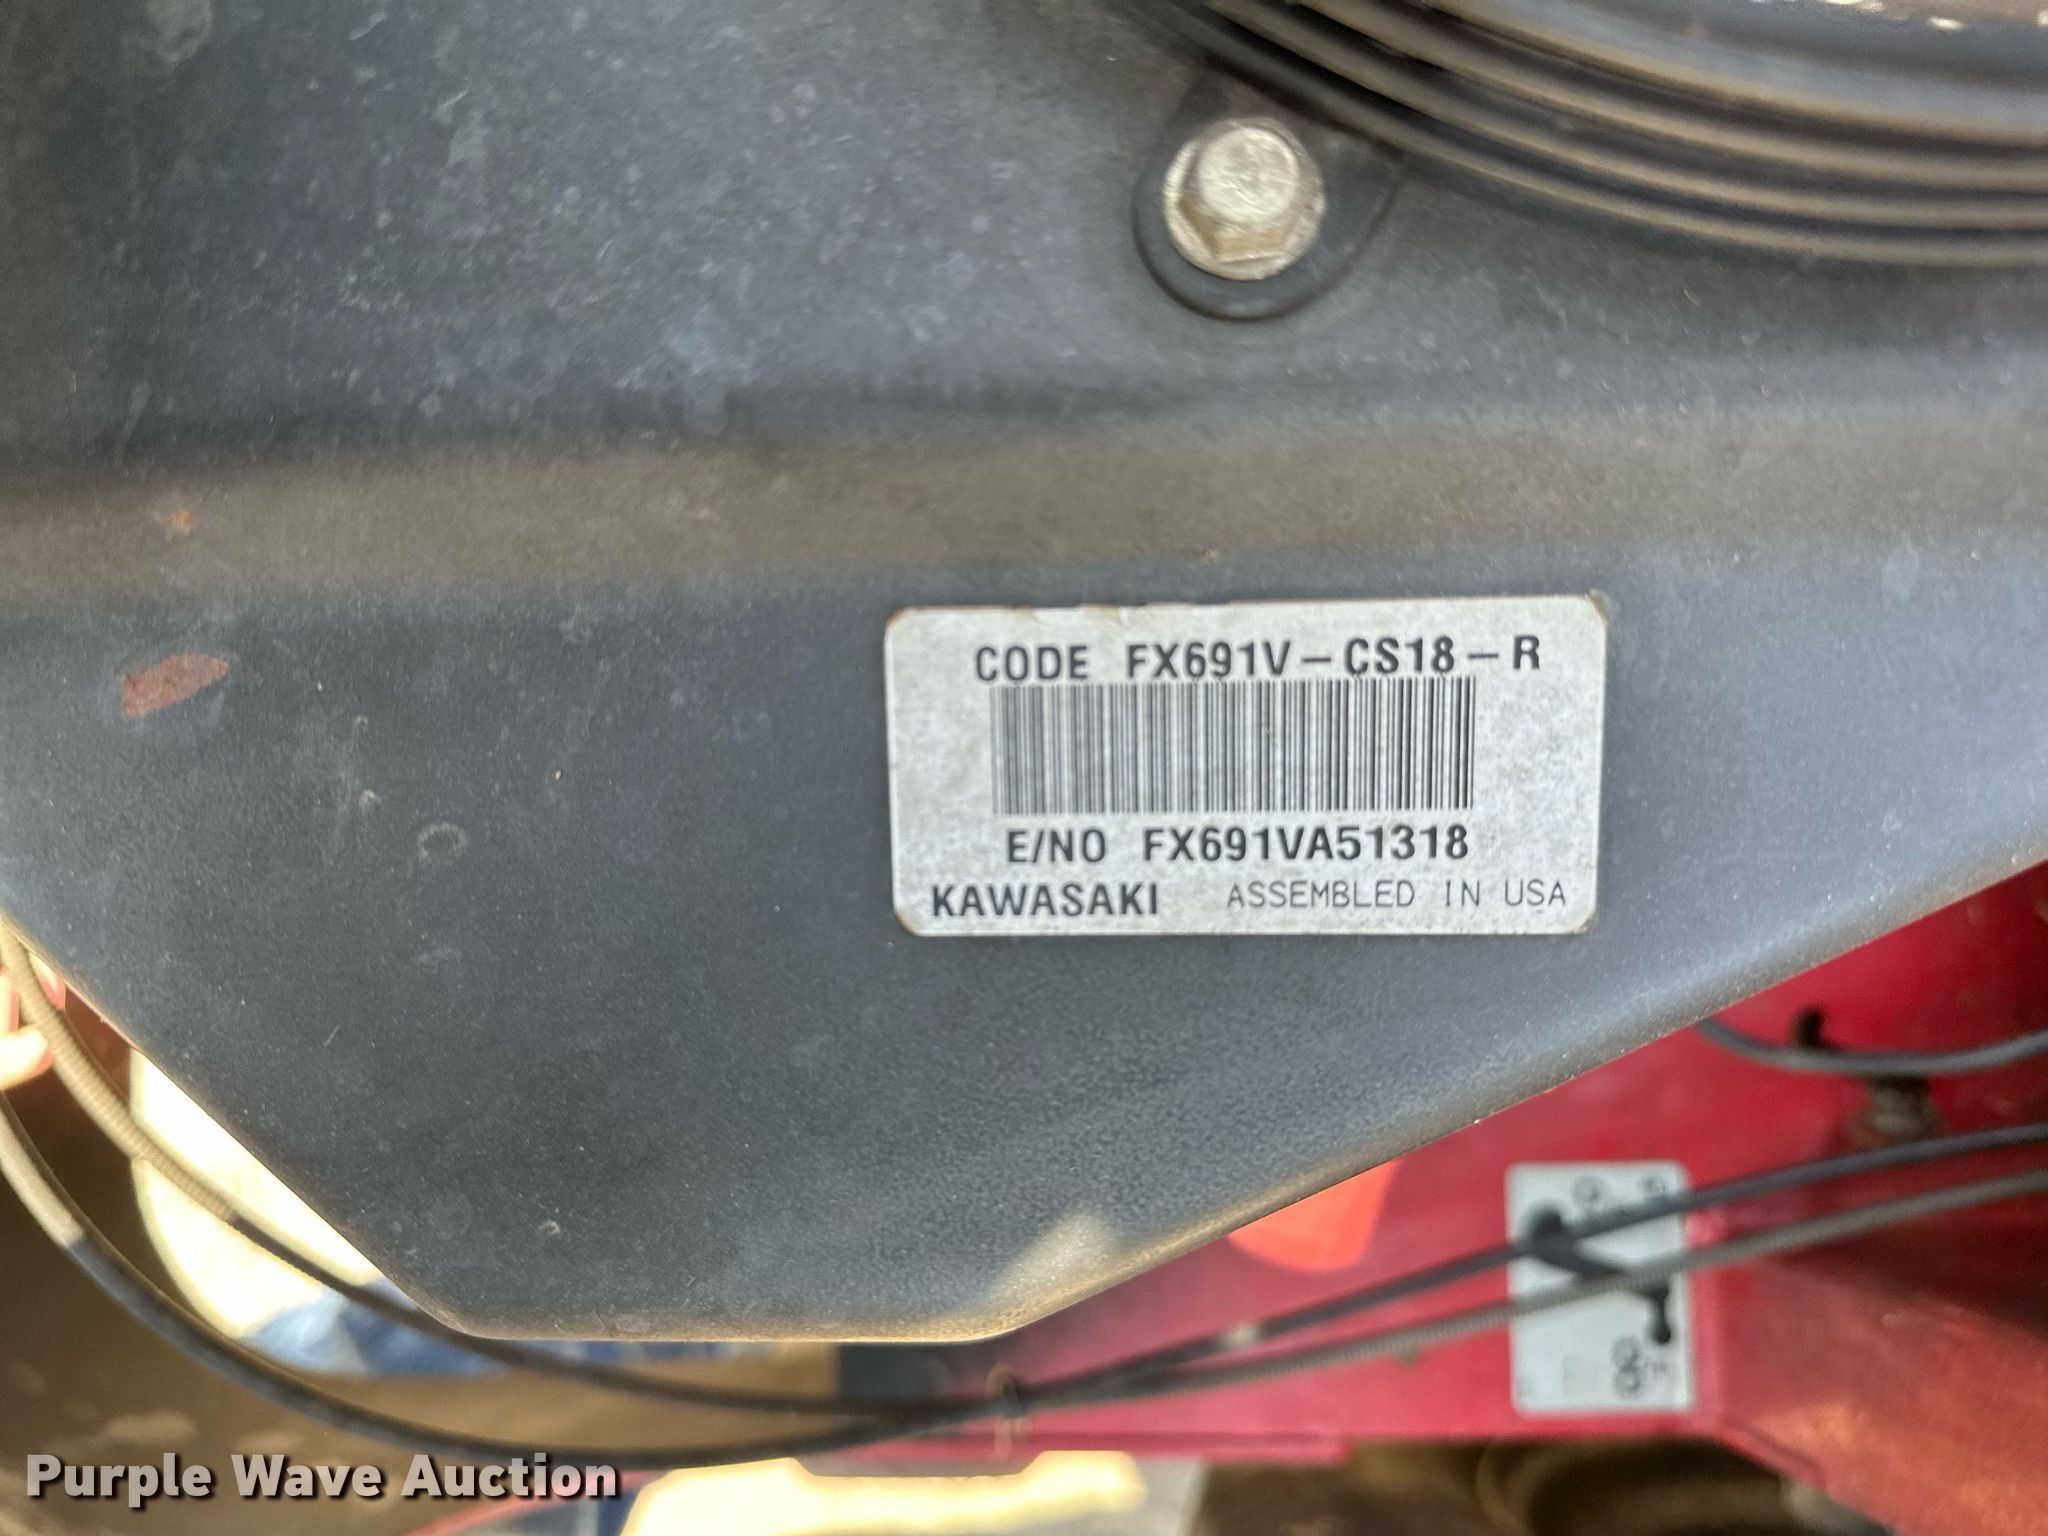 CODE FX691V-CS18-R
E/NO FX691VA51318
KAWASAKI ASSEMBLED IN USA
Purple Wave Auction